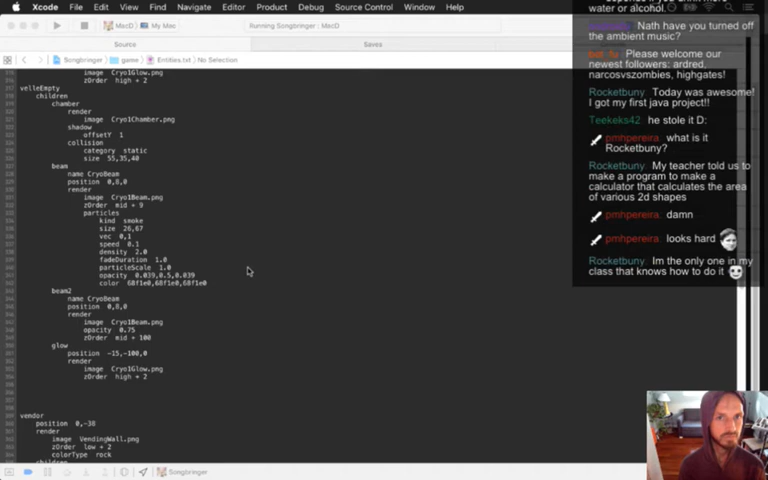 Xcode File Edit View Find Navigate Editor Product Debug Source Control Window
MacD My Mac
Running Songbringer : MacD
Source
Saves
Songbringer game Entities.txt No Selection
image Cryo1Glow.png
zOrder high + 2
velleEmpty
children
chamber
render
image Cryo1Chamber.png
shadow
offsetY 1
collision
category static
size 55,35,40
beam
name CryoBeam
position 0,8,0
render
image Cryo1Beam.png
zOrder mid + 9
particles
kind smoke
size 26,67
vec 0,1
speed 0.1
density 2.0
fadeDuration 1.0
particleScale 1.0
opacity 0.039,0.5,0.039
color 68f1e0,68f1e0,68f1e0
beam2
name CryoBeam
position 0,8,0
render
image Cryo1Beam.png
opacity 0.75
zOrder mid + 100
glow
position -15,-100,0
render
image Cryo1Glow.png
zOrder high + 2
vendor
position 0,-38
render
image VendingWall.png
zOrder low + 2
colorType rock
children
Songbringer
water or alcohol.
Nath have you turned off
the ambient music?
Please welcome our
newest followers: ardred,
narcosvszombies, highgates!
Rocketbuny: Today was awesome!
I got my first java project!!
Teekeks42: he stole it D:
pmhpereira: what is it
Rocketbuny?
Rocketbuny: My teacher told us to
make a program to make a
calculator that calculates the area
of various 2d shapes
pmhpereira: damn
pmhpereira: looks hard
Rocketbuny: Im the only one in my
class that knows how to do it